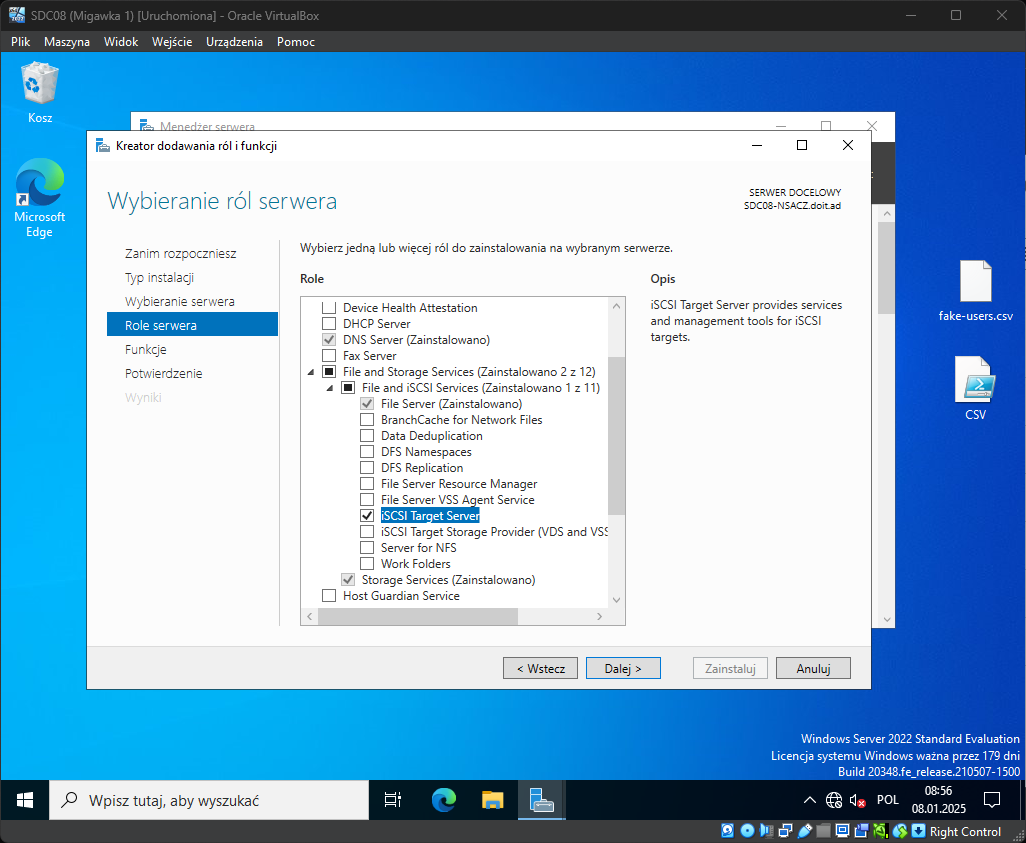 SDC08 (Migawka 1) [Uruchomiona] - Oracle VirtualBox
Plik Maszyna Widok Wejście Urządzenia Pomoc
Kosz
Microsoft
Edge
Menedżer serwera
Kreator dodawania ról i funkcji
Wybieranie ról serwera
SERWER DOCELOWY
SDC08-NSACZ.doit.ad
Zanim rozpoczniesz
Typ instalacji
Wybieranie serwera
Role serwera
Funkcje
Potwierdzenie
Wyniki
Wybierz jedną lub więcej ról do zainstalowania na wybranym serwerze.
Role
Device Health Attestation
DHCP Server
DNS Server (Zainstalowano)
Fax Server
File and Storage Services (Zainstalowano 2 z 12)
File and iSCSI Services (Zainstalowano 1 z 11)
File Server (Zainstalowano)
BranchCache for Network Files
Data Deduplication
DFS Namespaces
DFS Replication
File Server Resource Manager
File Server VSS Agent Service
iSCSI Target Server
iSCSI Target Storage Provider (VDS and VSS
Server for NFS
Work Folders
Storage Services (Zainstalowano)
Host Guardian Service
Opis
iSCSI Target Server provides services
and management tools for iSCSI
targets.
< Wstecz
Dalej >
Zainstaluj
Anuluj
fake-users.csv
CSV
Windows Server 2022 Standard Evaluation
Licencja systemu Windows ważna przez 179 dni
Build 20348.fe_release.210507-1500
Wpisz tutaj, aby wyszukać
POL
08:56
08.01.2025
Right Control